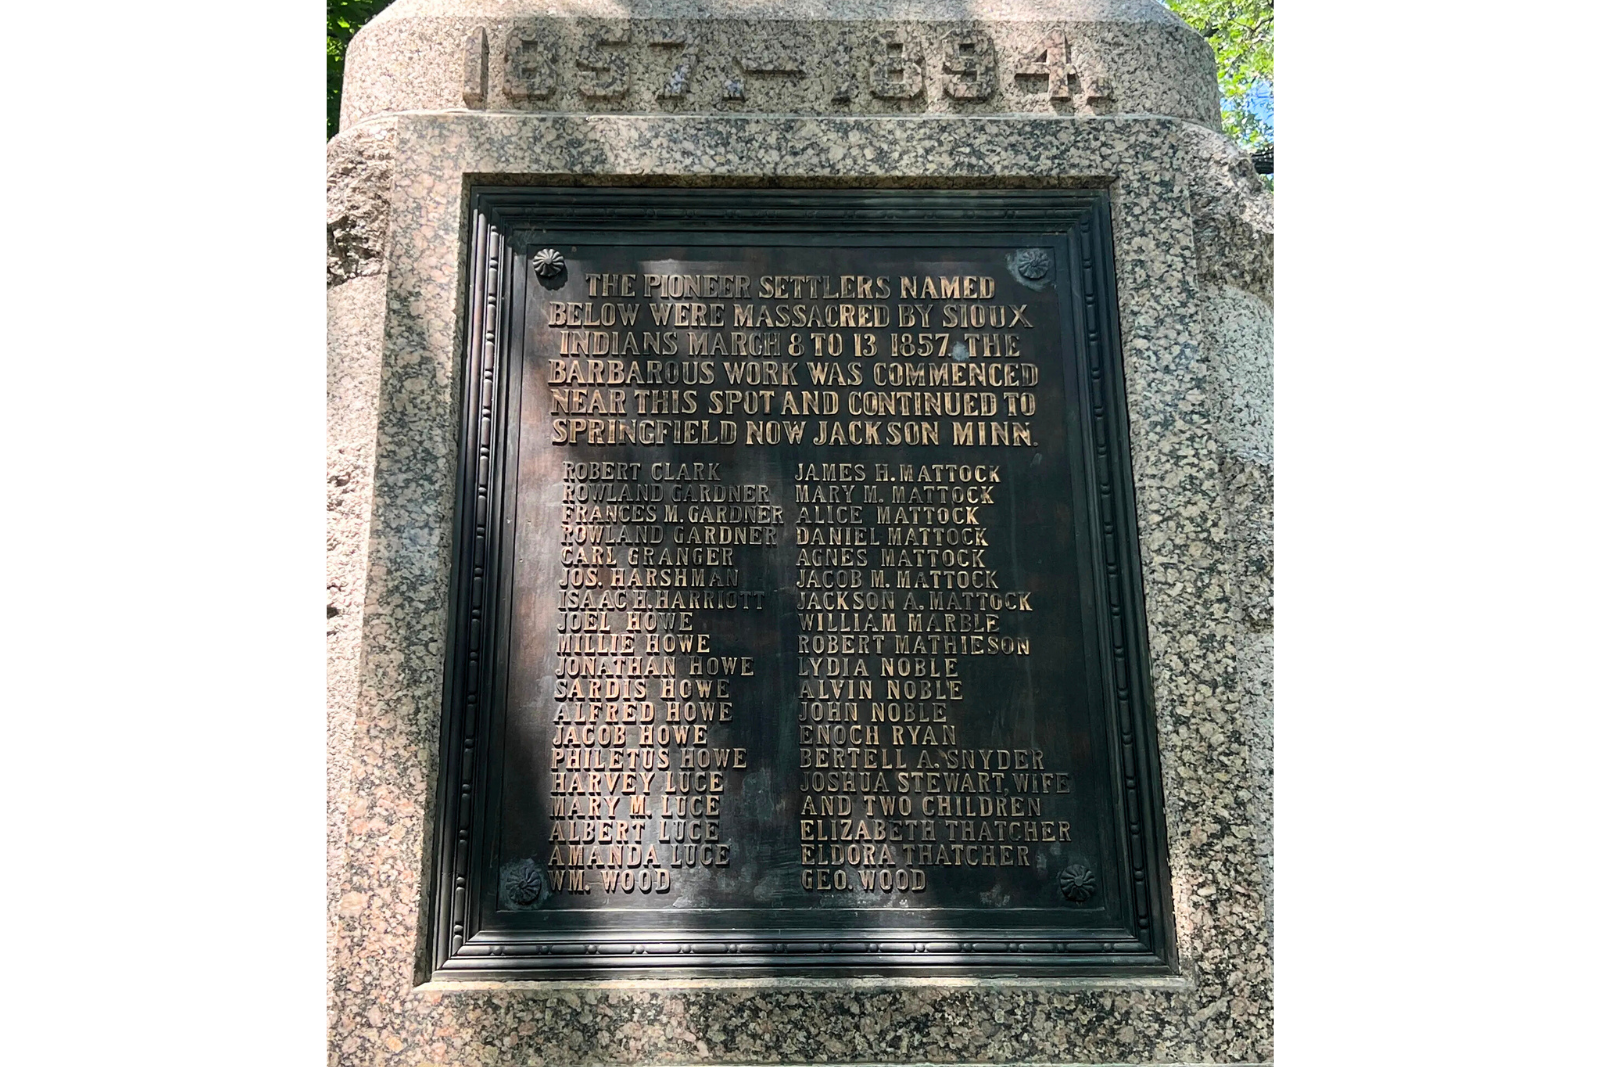 1857.–1894.
THE PIONEER SETTLERS NAMED
BELOW WERE MASSACRED BY SIOUX
INDIANS MARCH 8 TO 13 1857. THE
BARBAROUS WORK WAS COMMENCED
NEAR THIS SPOT AND CONTINUED TO
SPRINGFIELD NOW JACKSON MINN.
ROBERT CLARK
ROWLAND GARDNER
FRANCES M. GARDNER
ROWLAND GARDNER
CARL GRANGER
JOS. HARSHMAN
ISAAC H. HARRIOTT
JOEL HOWE
MILLIE HOWE
JONATHAN HOWE
SARDIS HOWE
ALFRED HOWE
JACOB HOWE
PHILETUS HOWE
HARVEY LUCE
MARY M. LUCE
ALBERT LUCE
AMANDA LUCE
WM. WOOD
JAMES H. MATTOCK
MARY M. MATTOCK
ALICE MATTOCK
DANIEL MATTOCK
AGNES MATTOCK
JACOB M. MATTOCK
JACKSON A. MATTOCK
WILLIAM MARBLE
ROBERT MATHIESON
LYDIA NOBLE
ALVIN NOBLE
JOHN NOBLE
ENOCH RYAN
BERTELL A. SNYDER
JOSHUA STEWART, WIFE
AND TWO CHILDREN
ELIZABETH THATCHER
ELDORA THATCHER
GEO. WOOD